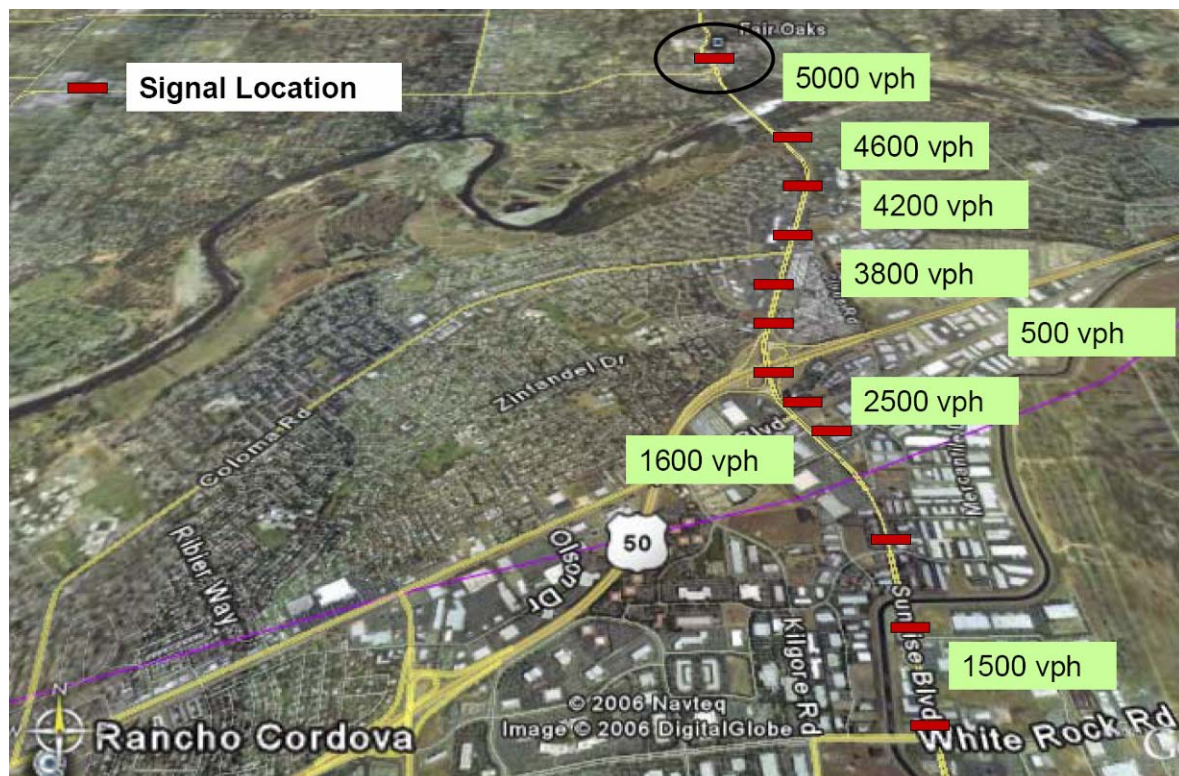 Fair Oaks
Signal Location
5000 vph
4600 vph
4200 vph
3800 vph
500 vph
Zinfandel Dr
2500 vph
Coloma Rd
Blvd
1600 vph
Ribier Way
50
Olson Dr
Kilgore Rd
Sunrise Blvd
1500 vph
N
© 2006 Navteq
Image © 2006 DigitalGlobe
Rancho Cordova
White Rock Rd